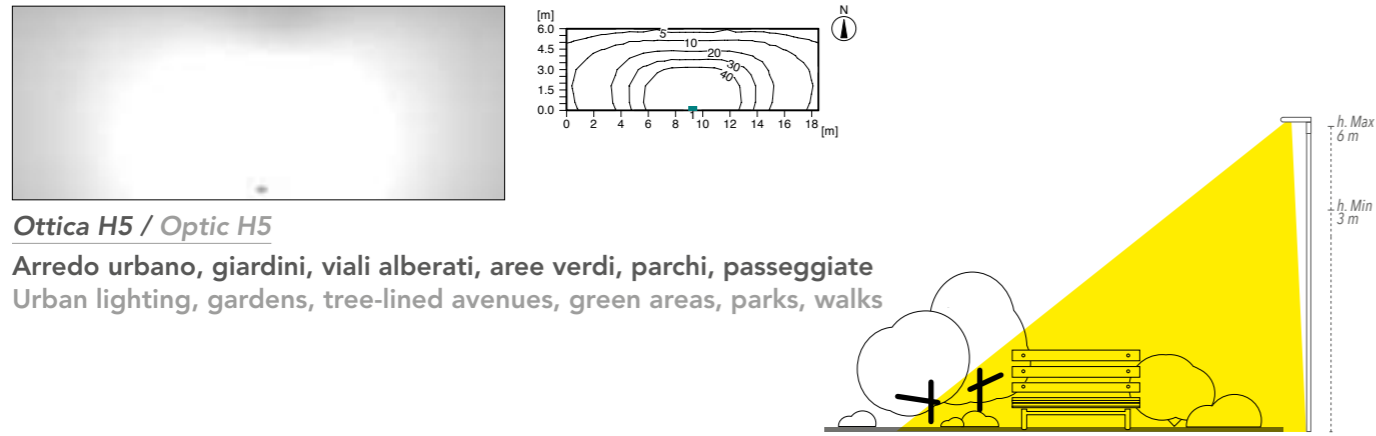 [m]
6.0
4.5
3.0
1.5
0.0
5
10
20
30
40
1
0 2 4 6 8 10 12 14 16 18
[m]
N
Ottica H5 / Optic H5
Arredo urbano, giardini, viali alberati, aree verdi, parchi, passeggiate
Urban lighting, gardens, tree-lined avenues, green areas, parks, walks
h. Max
6 m
h. Min
3 m